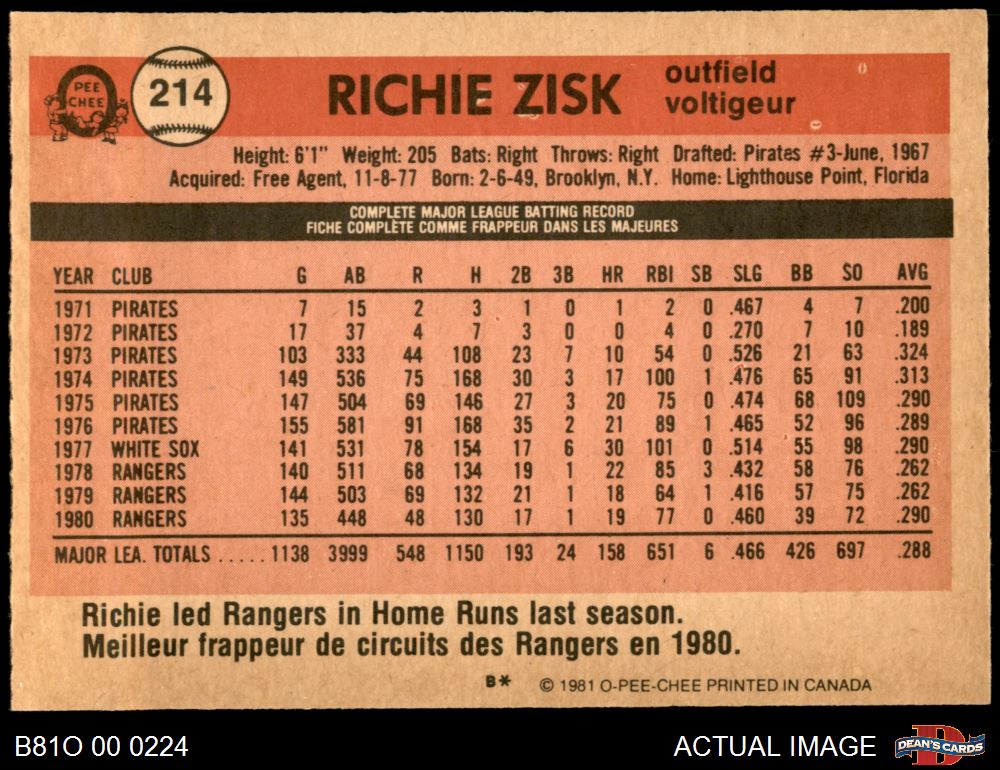 PEE
CHEE
214
RICHIE ZISK
outfield
voltigeur
Height: 6'1" Weight: 205 Bats: Right Throws: Right Drafted: Pirates #3-June, 1967
Acquired: Free Agent, 11-8-77 Born: 2-6-49, Brooklyn, N.Y. Home: Lighthouse Point, Florida
COMPLETE MAJOR LEAGUE BATTING RECORD
FICHE COMPLÈTE COMME FRAPPEUR DANS LES MAJEURES
YEAR CLUB G AB R H 2B 3B HR RBI SB SLG BB SO AVG
1971 PIRATES 7 15 2 3 1 0 1 2 0 .467 4 7 .200
1972 PIRATES 17 37 4 7 3 0 0 4 0 .270 7 10 .189
1973 PIRATES 103 333 44 108 23 7 10 54 0 .526 21 63 .324
1974 PIRATES 149 536 75 168 30 3 17 100 1 .476 65 91 .313
1975 PIRATES 147 504 69 146 27 3 20 75 0 .474 68 109 .290
1976 PIRATES 155 581 91 168 35 2 21 89 1 .465 52 96 .289
1977 WHITE SOX 141 531 78 154 17 6 30 101 0 .514 55 98 .290
1978 RANGERS 140 511 68 134 19 1 22 85 3 .432 58 76 .262
1979 RANGERS 144 503 69 132 21 1 18 64 1 .416 57 75 .262
1980 RANGERS 135 448 48 130 17 1 19 77 0 .460 39 72 .290
MAJOR LEA. TOTALS ..... 1138 3999 548 1150 193 24 158 651 6 .466 426 697 .288
Richie led Rangers in Home Runs last season.
Meilleur frappeur de circuits des Rangers en 1980.
B* © 1981 O-PEE-CHEE PRINTED IN CANADA
B81O 00 0224
ACTUAL IMAGE
D
DEAN'S CARDS